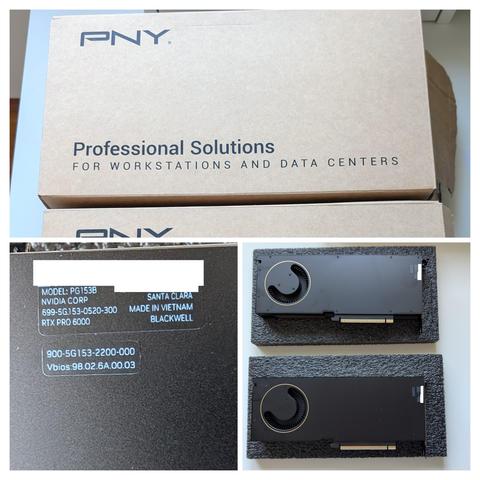 PNY
Professional Solutions
FOR WORKSTATIONS AND DATA CENTERS
PNY
MODEL: PG153B
NVIDIA CORP
699-5G153-0520-300
RTX PRO 6000
SANTA CLARA
MADE IN VIETNAM
BLACKWELL
900-5G153-2200-000
Vbios:98.02.6A.00.03